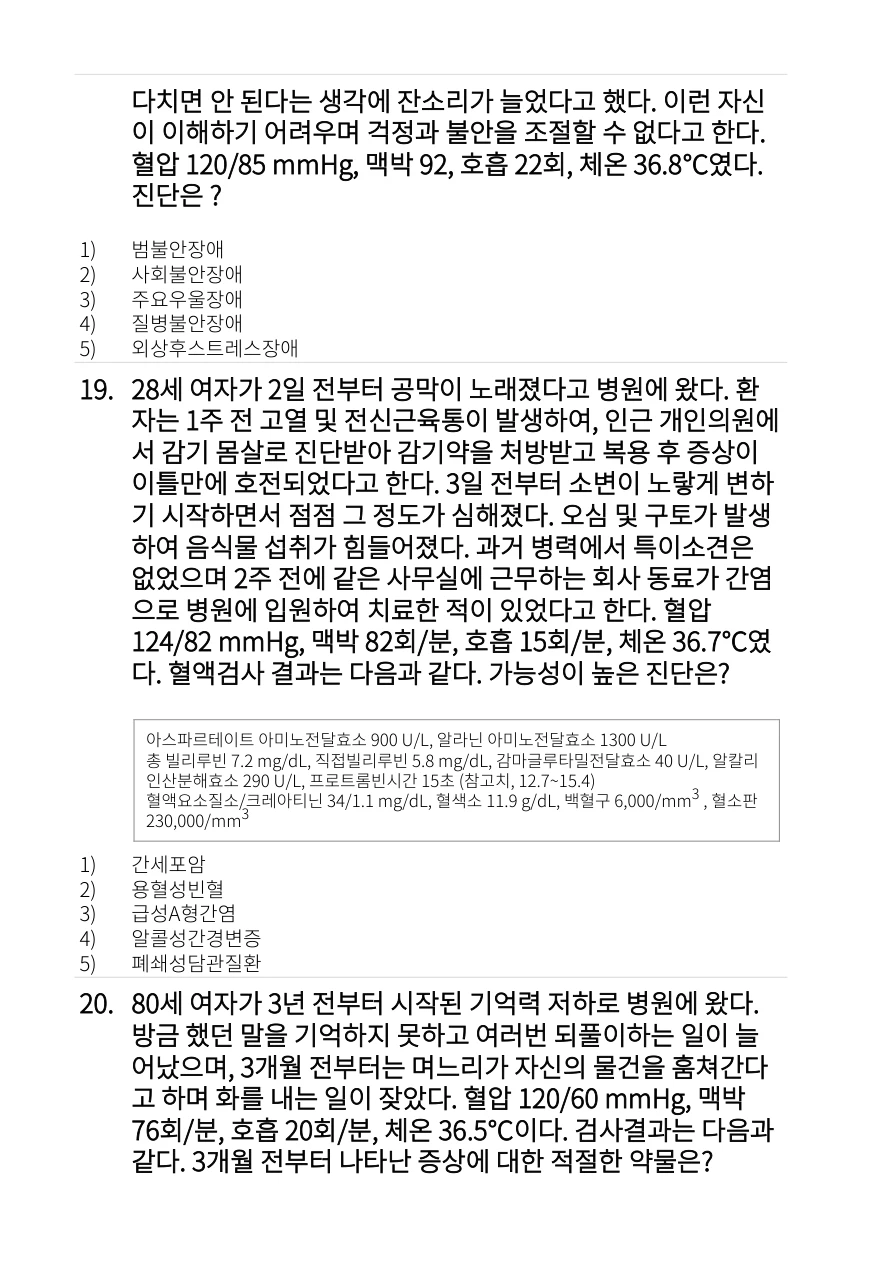 다치면 안 된다는 생각에 잔소리가 늘었다고 했다. 이런 자신
이 이해하기 어려우며 걱정과 불안을 조절할 수 없다고 한다.
혈압 120/85 mmHg, 맥박 92, 호흡 22회, 체온 36.8℃였다.
진단은 ?
1) 범불안장애
2) 사회불안장애
3) 주요우울장애
4) 질병불안장애
5) 외상후스트레스장애
19. 28세 여자가 2일 전부터 공막이 노래졌다고 병원에 왔다. 환
자는 1주 전 고열 및 전신근육통이 발생하여, 인근 개인의원에
서 감기 몸살로 진단받아 감기약을 처방받고 복용 후 증상이
이틀만에 호전되었다고 한다. 3일 전부터 소변이 노랗게 변하
기 시작하면서 점점 그 정도가 심해졌다. 오심 및 구토가 발생
하여 음식물 섭취가 힘들어졌다. 과거 병력에서 특이소견은
없었으며 2주 전에 같은 사무실에 근무하는 회사 동료가 간염
으로 병원에 입원하여 치료한 적이 있었다고 한다. 혈압
124/82 mmHg, 맥박 82회/분, 호흡 15회/분, 체온 36.7℃였
다. 혈액검사 결과는 다음과 같다. 가능성이 높은 진단은?
아스파르테이트 아미노전달효소 900 U/L, 알라닌 아미노전달효소 1300 U/L
총 빌리루빈 7.2 mg/dL, 직접빌리루빈 5.8 mg/dL, 감마글루타밀전달효소 40 U/L, 알칼리
인산분해효소 290 U/L, 프로트롬빈시간 15초 (참고치, 12.7~15.4)
혈액요소질소/크레아티닌 34/1.1 mg/dL, 혈색소 11.9 g/dL, 백혈구 6,000/mm³ , 혈소판
230,000/mm³
1) 간세포암
2) 용혈성빈혈
3) 급성A형간염
4) 알콜성간경변증
5) 폐쇄성담관질환
20. 80세 여자가 3년 전부터 시작된 기억력 저하로 병원에 왔다.
방금 했던 말을 기억하지 못하고 여러번 되풀이하는 일이 늘
어났으며, 3개월 전부터는 며느리가 자신의 물건을 훔쳐간다
고 하며 화를 내는 일이 잦았다. 혈압 120/60 mmHg, 맥박
76회/분, 호흡 20회/분, 체온 36.5℃이다. 검사결과는 다음과
같다. 3개월 전부터 나타난 증상에 대한 적절한 약물은?